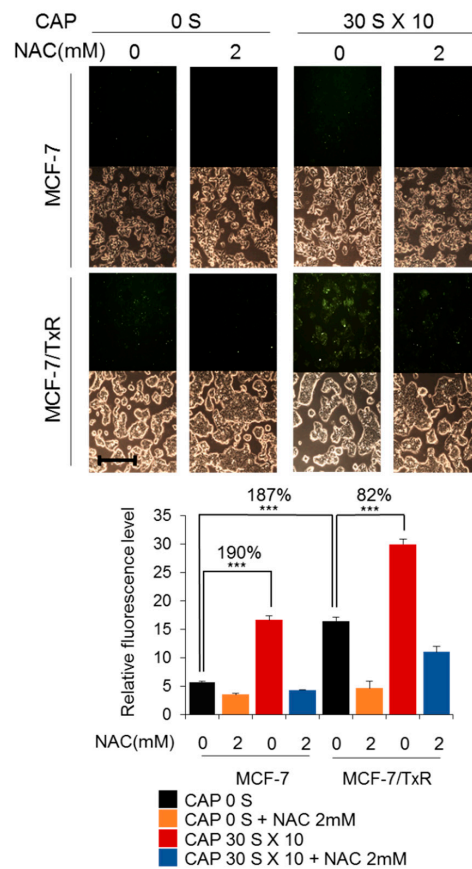 CAP 0 S 30 S X 10
NAC(mM) 0 2 0 2
MCF-7
MCF-7/TxR
187%
***
82%
***
190%
***
Relative fluorescence level
35
30
25
20
15
10
5
0
NAC(mM) 0 2 0 2 0 2 0 2
MCF-7 MCF-7/TxR
CAP 0 S
CAP 0 S + NAC 2mM
CAP 30 S X 10
CAP 30 S X 10 + NAC 2mM